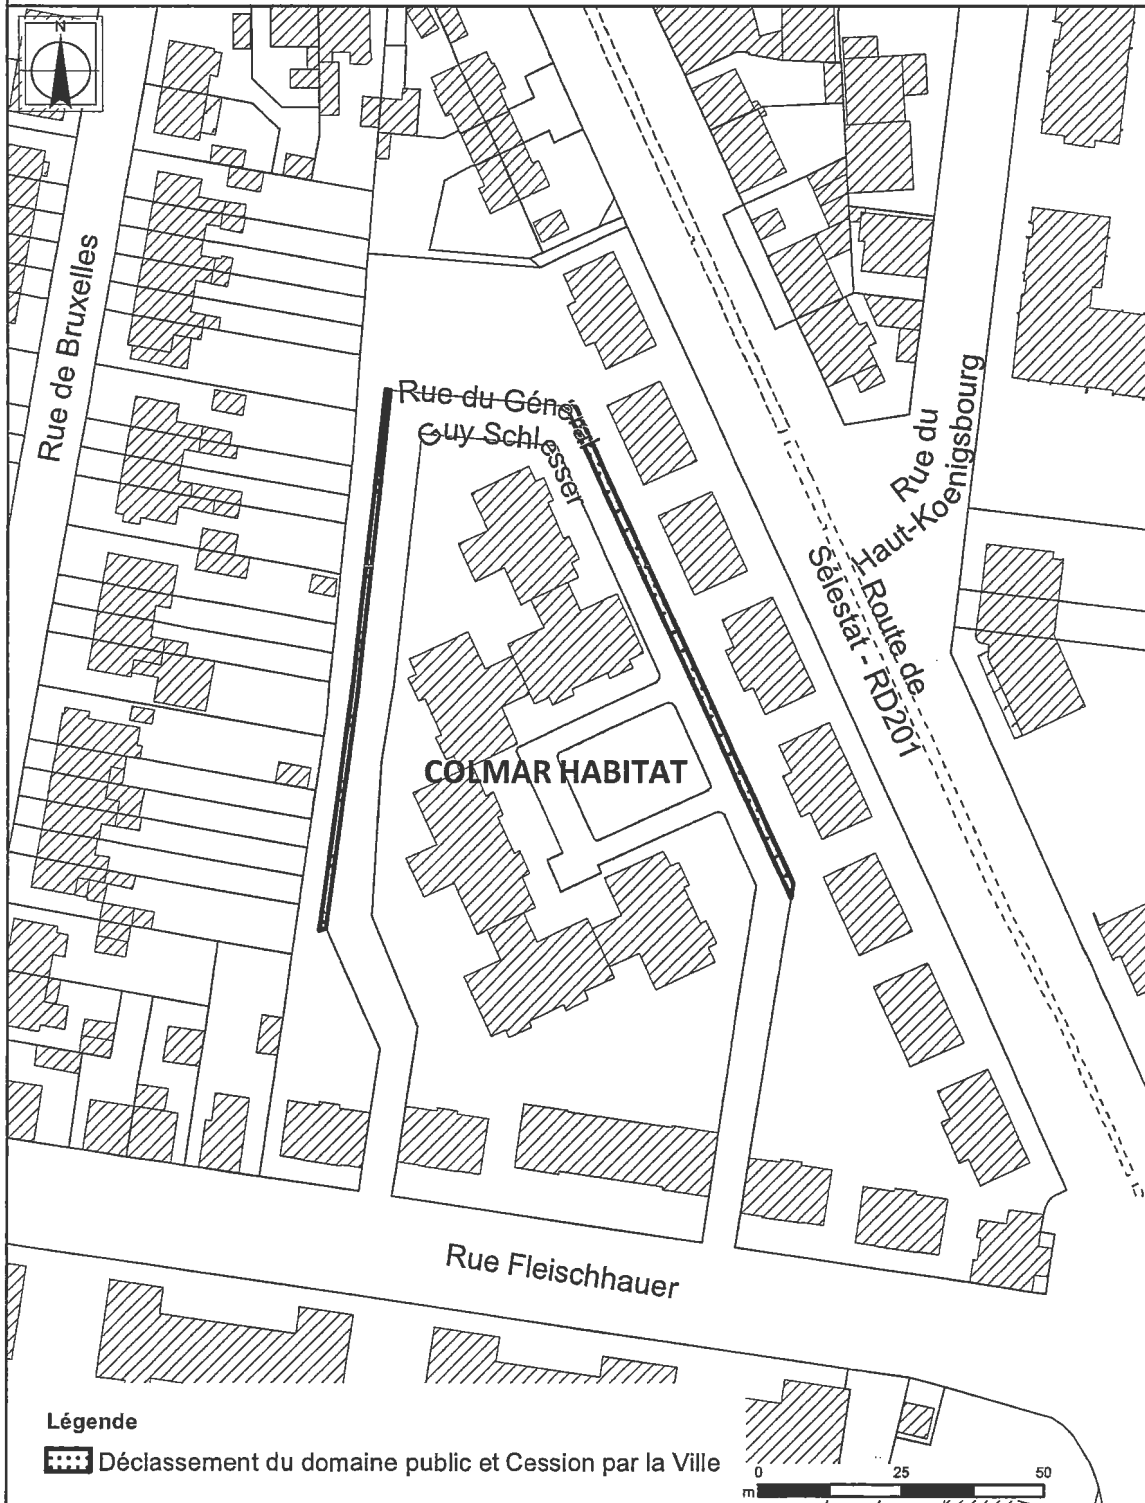 N
Rue de Bruxelles
Rue du Général
Guy Schlesser
Rue du
Haut-Koenigsbourg
Route de
Sélestat - RD201
COLMAR HABITAT
Rue Fleischhauer
Légende
Déclassement du domaine public et Cession par la Ville
0 25 50
m